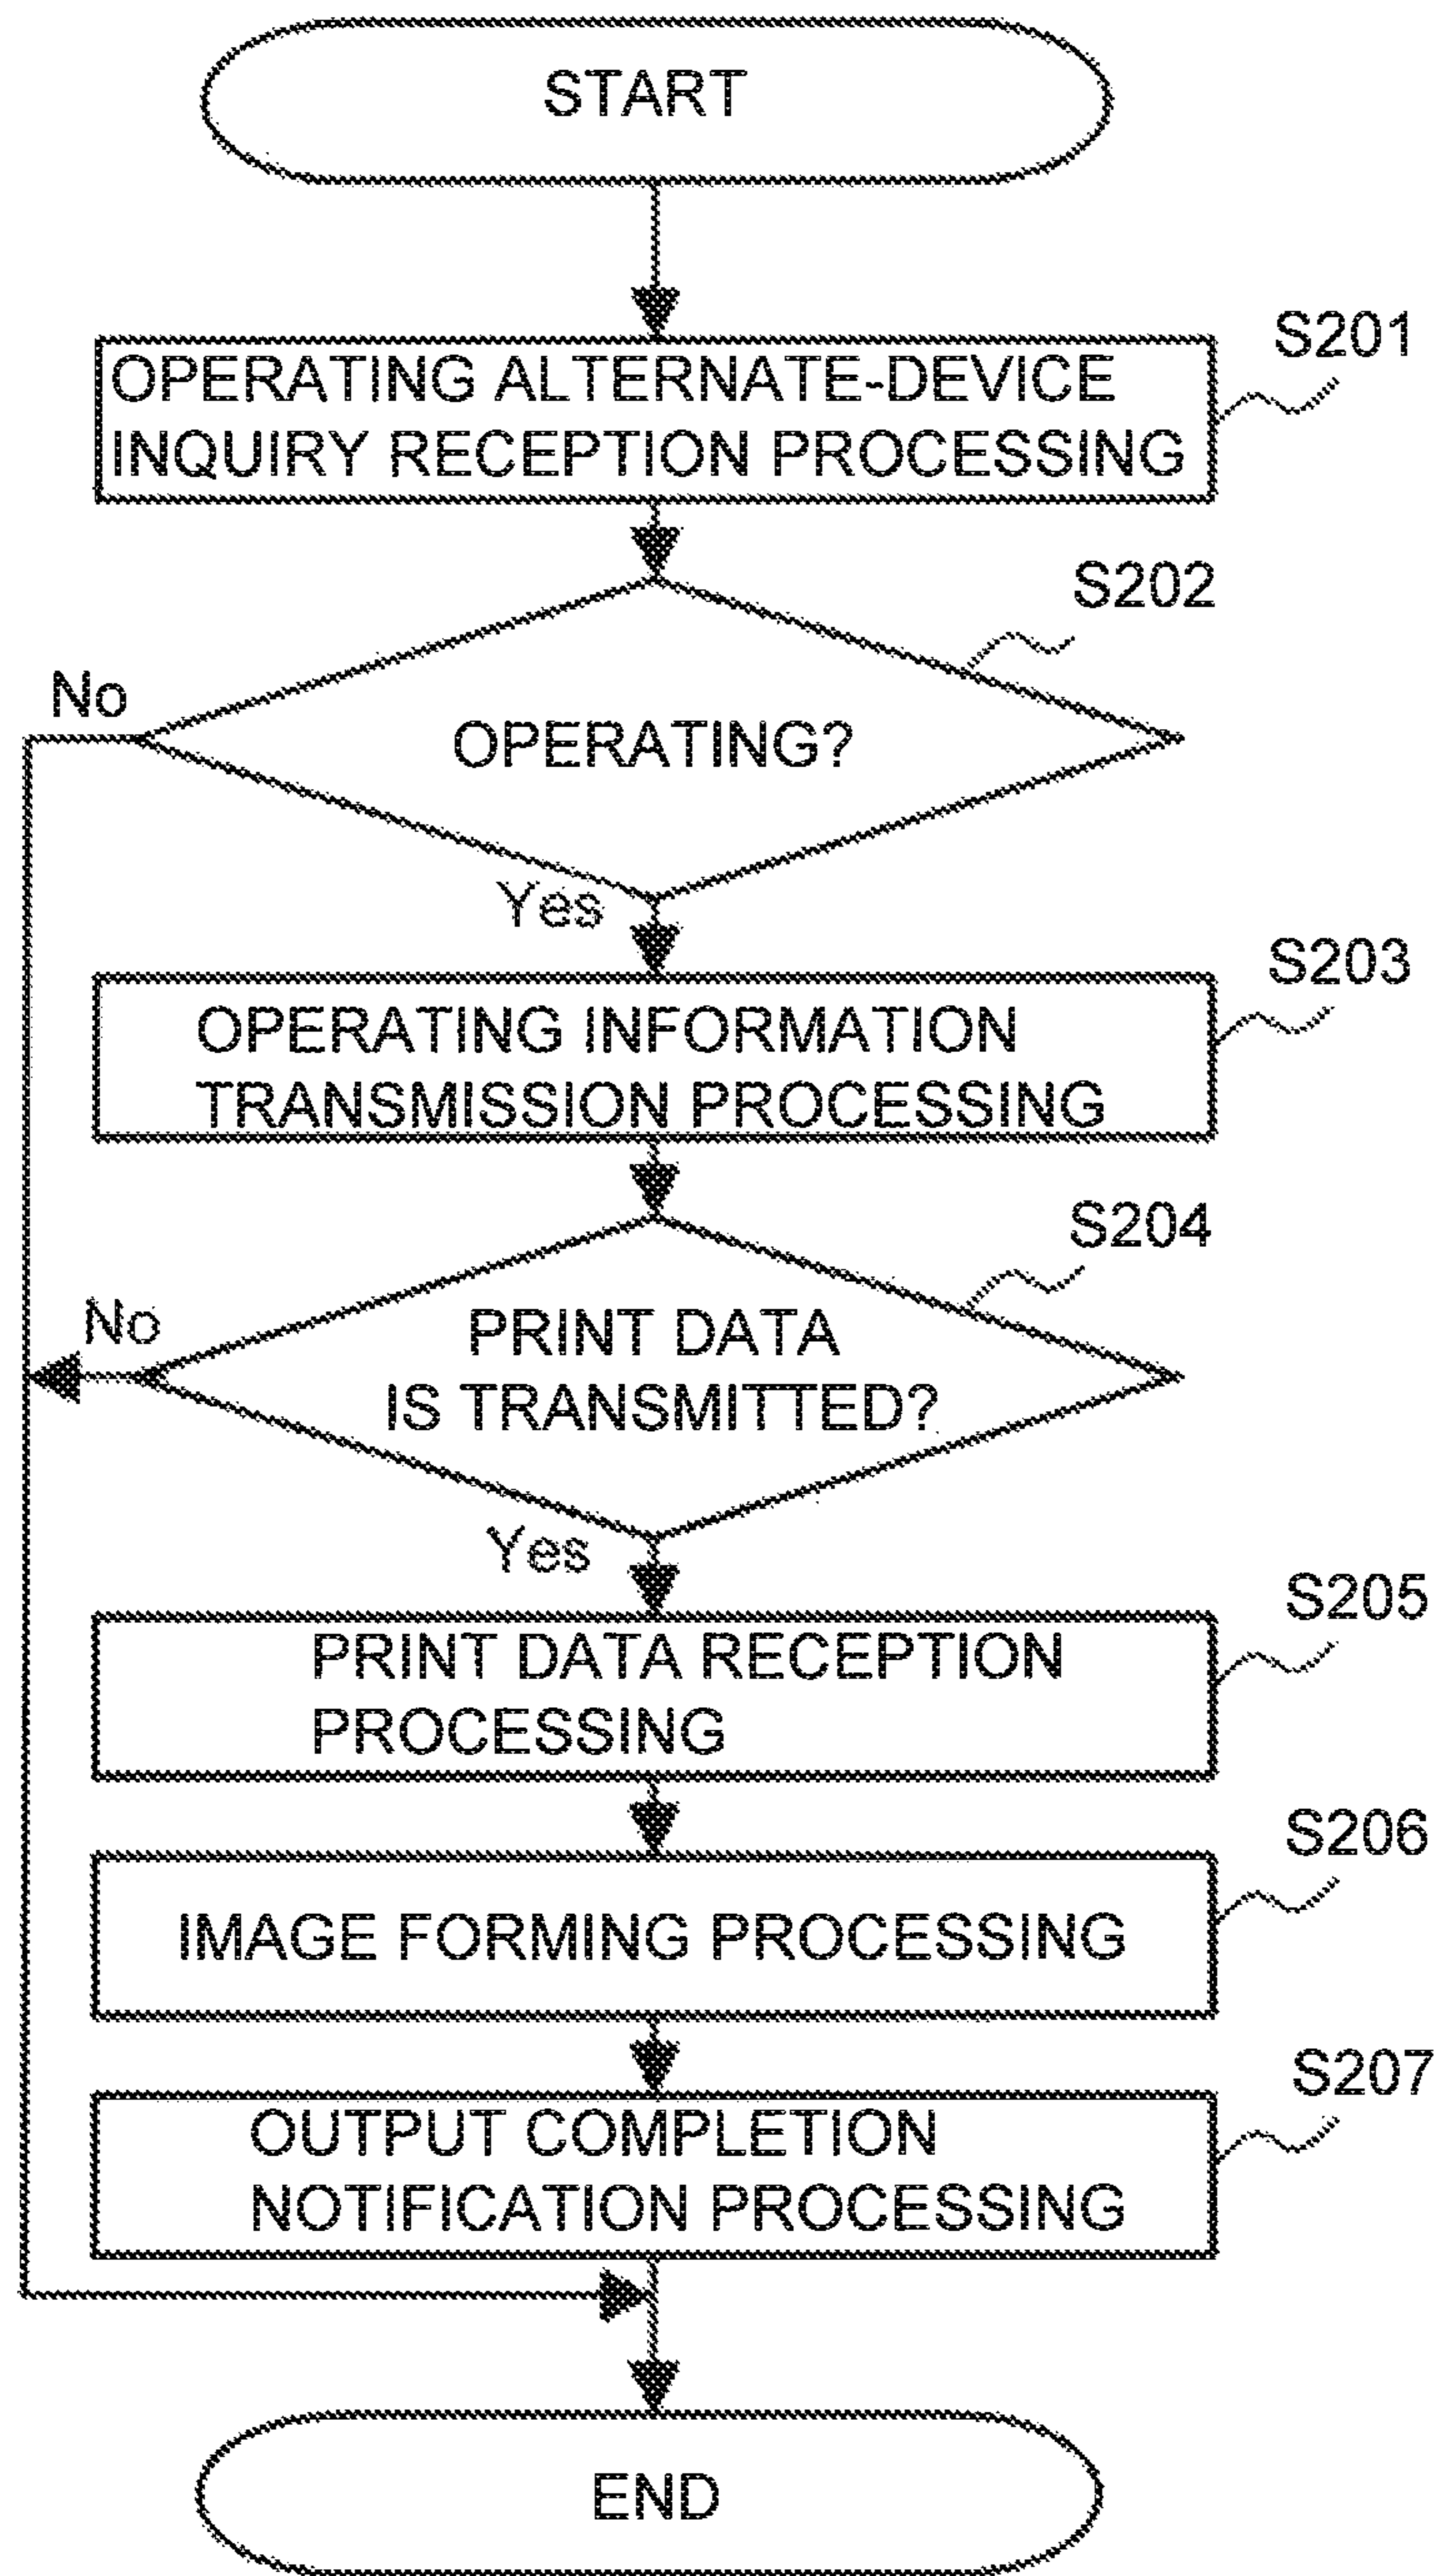 START
S201
OPERATING ALTERNATE-DEVICE
INQUIRY RECEPTION PROCESSING
S202
No
OPERATING?
Yes
S203
OPERATING INFORMATION
TRANSMISSION PROCESSING
S204
No
PRINT DATA
IS TRANSMITTED?
Yes
S205
PRINT DATA RECEPTION
PROCESSING
S206
IMAGE FORMING PROCESSING
S207
OUTPUT COMPLETION
NOTIFICATION PROCESSING
END